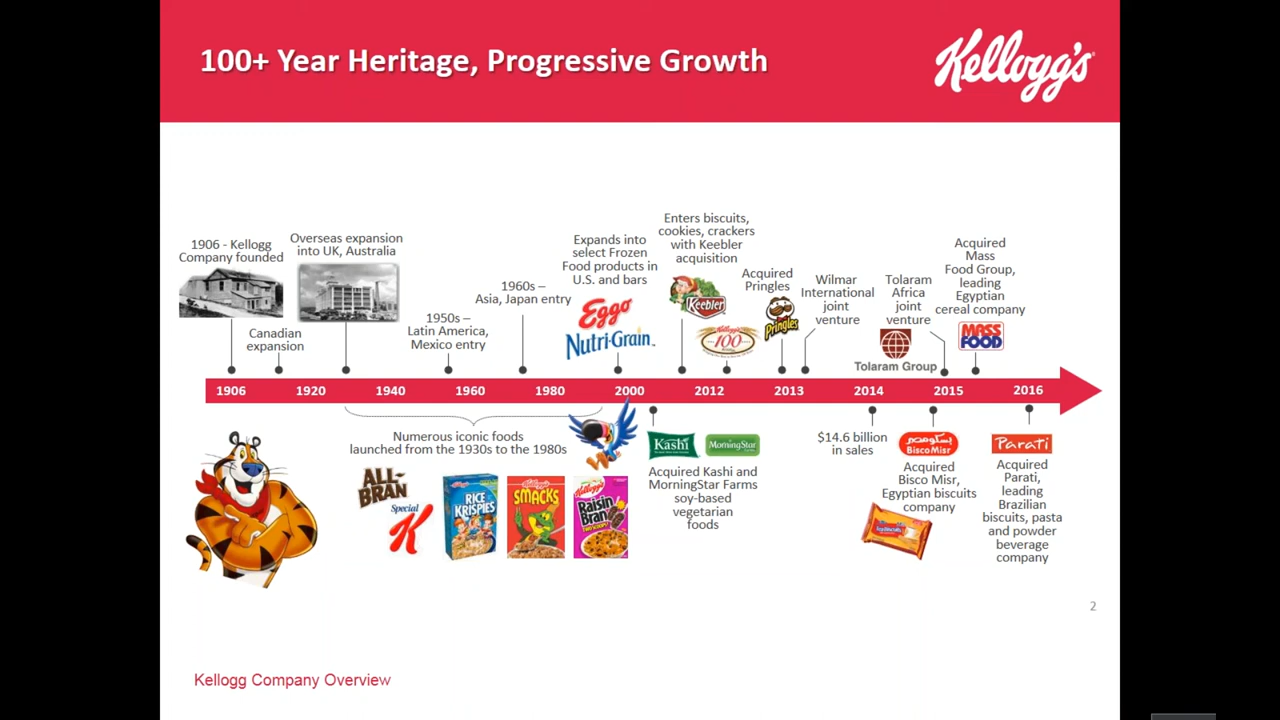 100+ Year Heritage, Progressive Growth
Kellogg's
1906 - Kellogg
Company founded
Canadian
expansion
Overseas expansion
into UK, Australia
1950s –
Latin America,
Mexico entry
1960s –
Asia, Japan entry
Expands into
select Frozen
Food products in
U.S. and bars
Eggo
Nutri-Grain
Enters biscuits,
cookies, crackers
with Keebler
acquisition
Keebler
Kellogg's
100
Acquired
Pringles
Pringles
Wilmar
International
joint
venture
Tolaram
Africa
joint
venture
Tolaram Group
Acquired
Mass
Food Group,
leading
Egyptian
cereal company
MASS
FOOD
1906 1920 1940 1960 1980 2000 2012 2013 2014 2015 2016
Numerous iconic foods
launched from the 1930s to the 1980s
ALL-
BRAN
Special
K
RICE
KRISPIES
SMACKS
Kellogg's
Raisin
Bran
Kashi
MorningStar
Farms
Acquired Kashi and
MorningStar Farms
soy-based
vegetarian
foods
$14.6 billion
in sales
بسكو مصر
BiscoMisr
Acquired
Bisco Misr,
Egyptian biscuits
company
Parati
Acquired
Parati,
leading
Brazilian
biscuits, pasta
and powder
beverage
company
2
Kellogg Company Overview